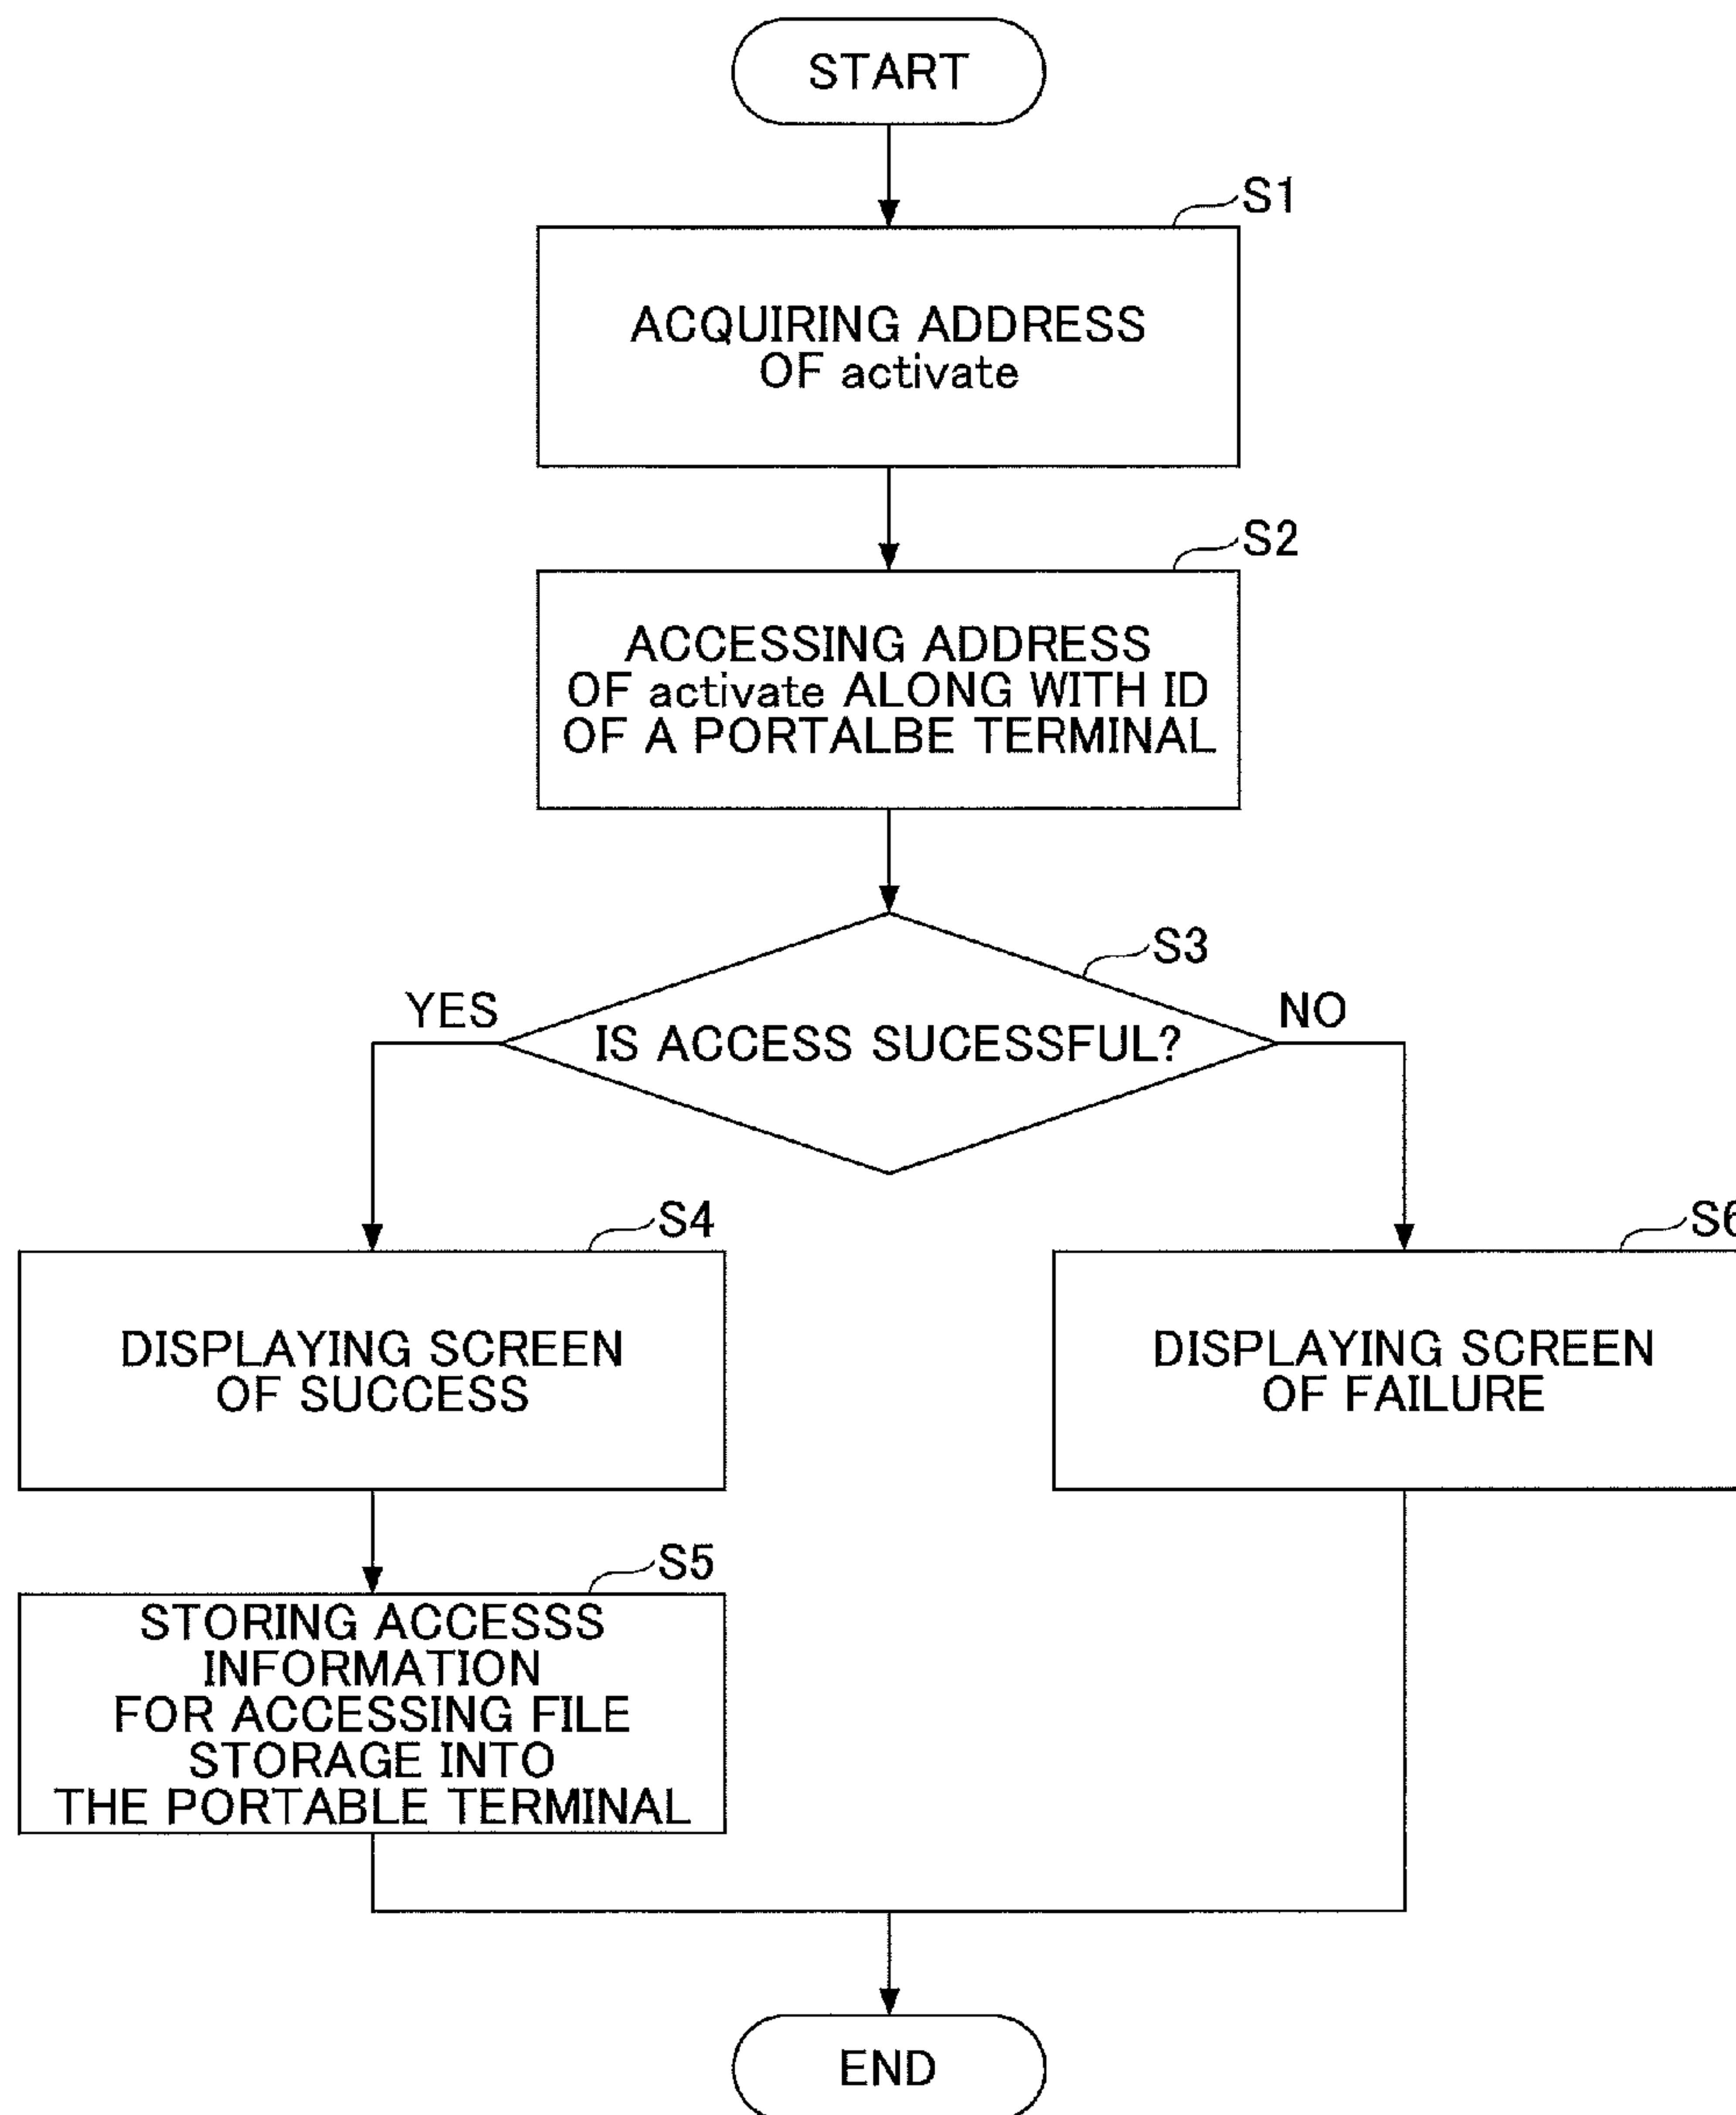 START
S1
ACQUIRING ADDRESS
OF activate
S2
ACCESSING ADDRESS
OF activate ALONG WITH ID
OF A PORTALBE TERMINAL
S3
YES
IS ACCESS SUCESSFUL?
NO
S4
DISPLAYING SCREEN
OF SUCCESS
S6
DISPLAYING SCREEN
OF FAILURE
S5
STORING ACCESSS
INFORMATION
FOR ACCESSING FILE
STORAGE INTO
THE PORTABLE TERMINAL
END